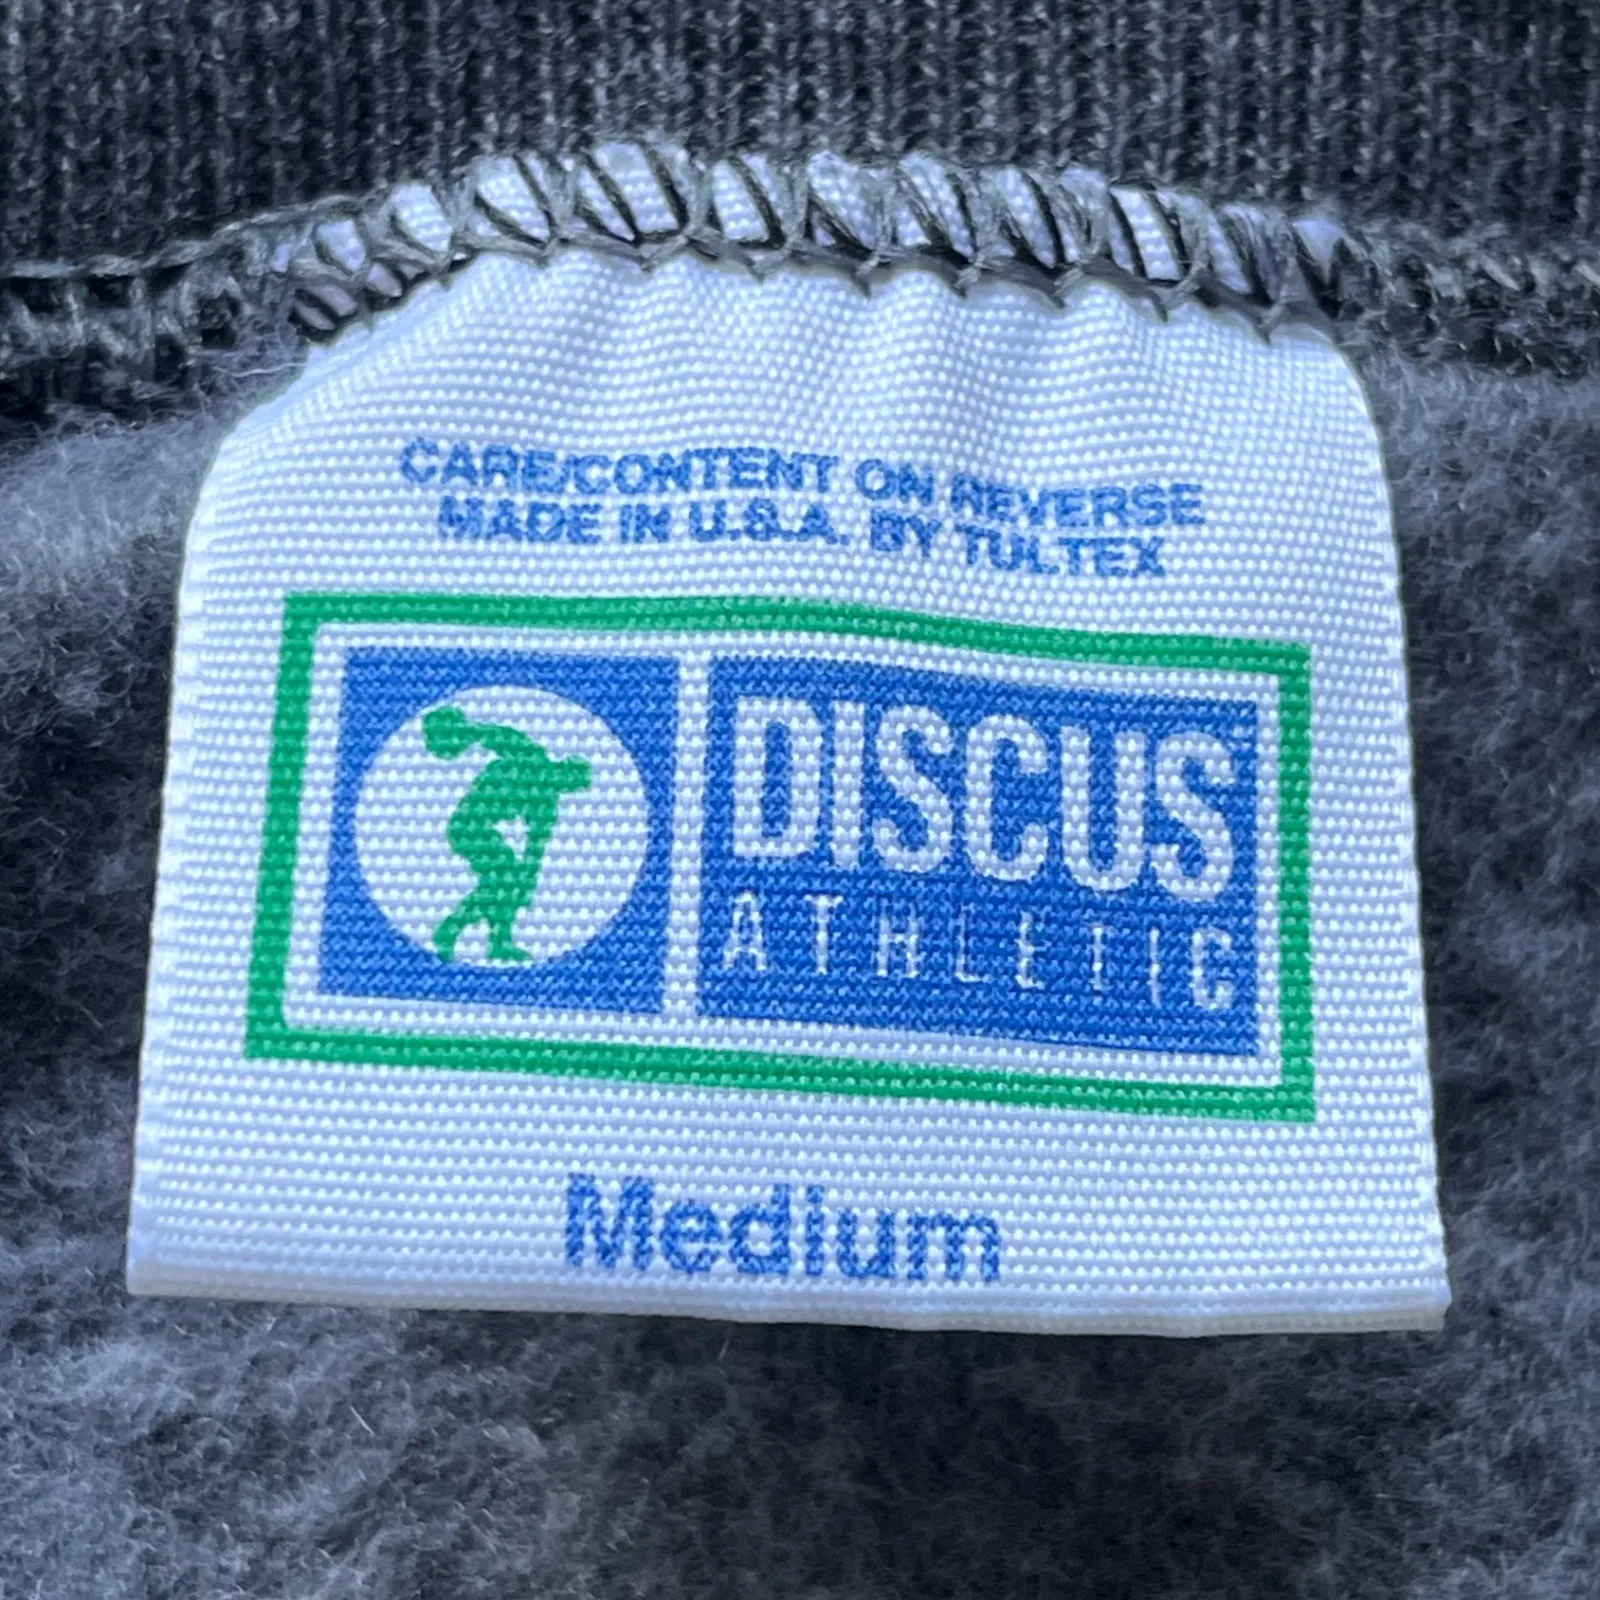 CARE/CONTENT ON REVERSE
MADE IN U.S.A. BY TULTEX
DISCUS
ATHLETIC
Medium